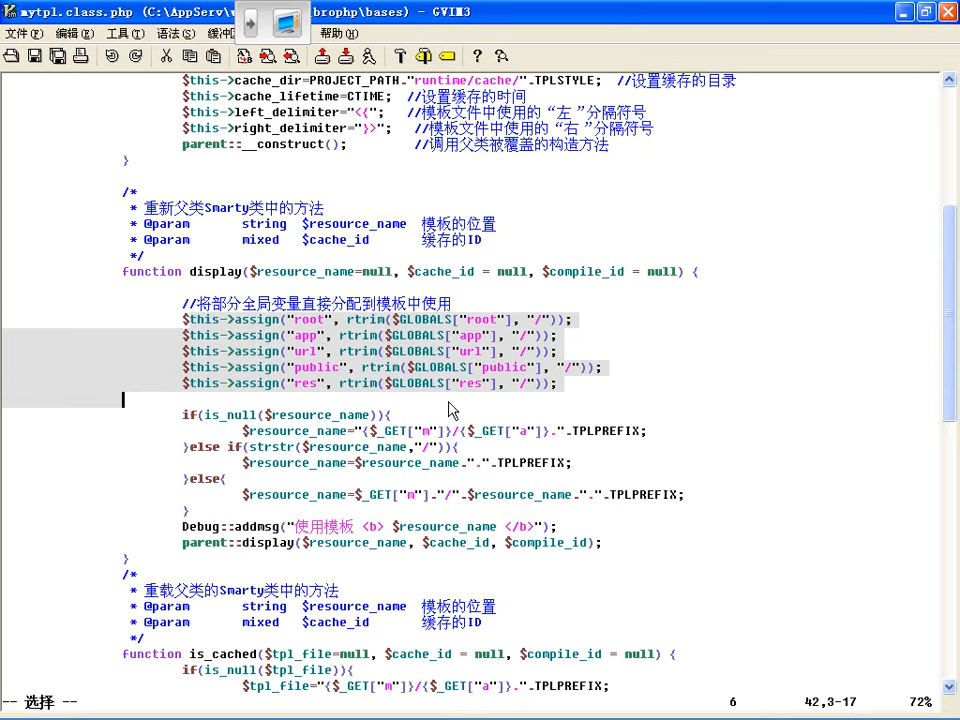 mytpl.class.php (C:\AppServ\w brophp\bases) - GVIM3
文件(F) 编辑(E) 工具(T) 语法(S) 缓冲 帮助(H)
$this->cache_dir=PROJECT_PATH."runtime/cache/".TPLSTYLE; //设置缓存的目录
$this->cache_lifetime=CTIME; //设置缓存的时间
$this->left_delimiter="<{"; //模板文件中使用的“左”分隔符号
$this->right_delimiter="}>"; //模板文件中使用的“右”分隔符号
parent::__construct(); //调用父类被覆盖的构造方法
}
/*
* 重新父类Smarty类中的方法
* @param string $resource_name 模板的位置
* @param mixed $cache_id 缓存的ID
*/
function display($resource_name=null, $cache_id = null, $compile_id = null) {
//将部分全局变量直接分配到模板中使用
$this->assign("root", rtrim($GLOBALS["root"], "/"));
$this->assign("app", rtrim($GLOBALS["app"], "/"));
$this->assign("url", rtrim($GLOBALS["url"], "/"));
$this->assign("public", rtrim($GLOBALS["public"], "/"));
$this->assign("res", rtrim($GLOBALS["res"], "/"));
if(is_null($resource_name)){
$resource_name="{$_GET["m"]}/{$_GET["a"]}.".TPLPREFIX;
}else if(strstr($resource_name,"/")){
$resource_name=$resource_name.".".TPLPREFIX;
}else{
$resource_name=$_GET["m"]."/".$resource_name.".".TPLPREFIX;
}
Debug::addmsg("使用模板 <b> $resource_name </b>");
parent::display($resource_name, $cache_id, $compile_id);
}
/*
* 重载父类的Smarty类中的方法
* @param string $resource_name 模板的位置
* @param mixed $cache_id 缓存的ID
*/
function is_cached($tpl_file=null, $cache_id = null, $compile_id = null) {
if(is_null($tpl_file)){
$tpl_file="{$_GET["m"]}/{$_GET["a"]}.".TPLPREFIX;
-- 选择 -- 6 42,3-17 72%